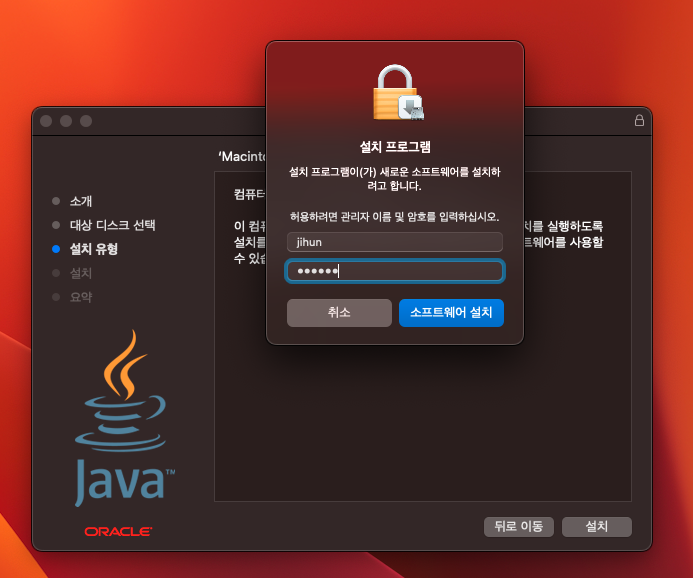 설치 프로그램
설치 프로그램이(가) 새로운 소프트웨어를 설치하
려고 합니다.
허용하려면 관리자 이름 및 암호를 입력하십시오.
jihun
••••••
취소
소프트웨어 설치
'Macinto
소개
대상 디스크 선택
설치 유형
설치
요약
컴퓨터
이 컴퓨
치를 실행하도록
설치를
트웨어를 사용할
수 있
Java™
ORACLE
뒤로 이동
설치